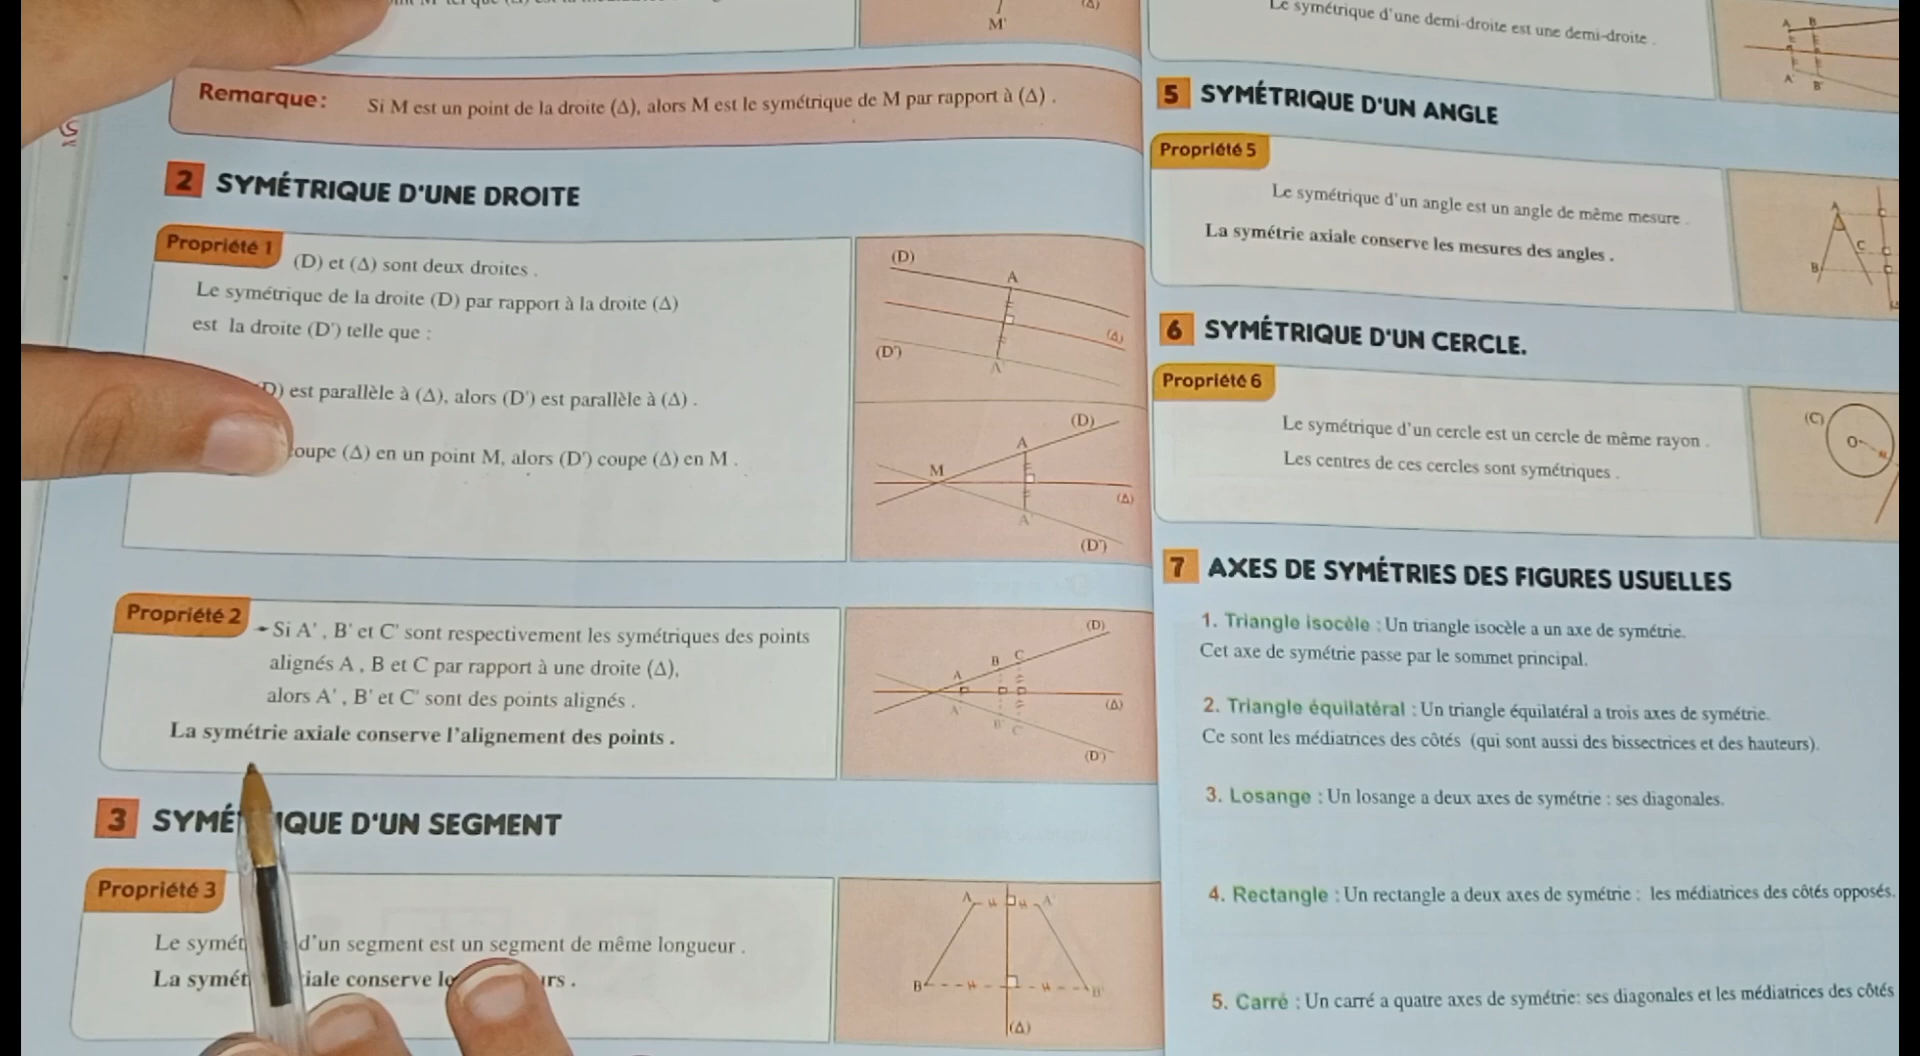 M'
(Δ)
Remarque :
Si M est un point de la droite (Δ), alors M est le symétrique de M par rapport à (Δ) .
2 SYMÉTRIQUE D'UNE DROITE
Propriété 1
(D) et (Δ) sont deux droites .
Le symétrique de la droite (D) par rapport à la droite (Δ)
est la droite (D') telle que :
D) est parallèle à (Δ), alors (D') est parallèle à (Δ) .
coupe (Δ) en un point M, alors (D') coupe (Δ) en M .
(D)
A
(Δ)
(D')
A'
(D)
A
M
(Δ)
A'
(D')
Propriété 2
- Si A' , B' et C' sont respectivement les symétriques des points
alignés A , B et C par rapport à une droite (Δ),
alors A' , B' et C' sont des points alignés .
La symétrie axiale conserve l'alignement des points .
(D)
C
B
A
(Δ)
A'
B'
C'
(D')
3 SYMÉ IQUE D'UN SEGMENT
Propriété 3
Le symét d'un segment est un segment de même longueur .
La symét iale conserve lo urs .
A
A'
B
B'
(Δ)
Le symétrique d'une demi-droite est une demi-droite .
A
B
A'
B'
5 SYMÉTRIQUE D'UN ANGLE
Propriété 5
Le symétrique d'un angle est un angle de même mesure .
La symétrie axiale conserve les mesures des angles .
A
C
B
6 SYMÉTRIQUE D'UN CERCLE.
Propriété 6
Le symétrique d'un cercle est un cercle de même rayon .
Les centres de ces cercles sont symétriques .
(C)
O
7 AXES DE SYMÉTRIES DES FIGURES USUELLES
1. Triangle isocèle : Un triangle isocèle a un axe de symétrie.
Cet axe de symétrie passe par le sommet principal.
2. Triangle équilatéral : Un triangle équilatéral a trois axes de symétrie.
Ce sont les médiatrices des côtés (qui sont aussi des bissectrices et des hauteurs).
3. Losange : Un losange a deux axes de symétrie : ses diagonales.
4. Rectangle : Un rectangle a deux axes de symétrie : les médiatrices des côtés opposés.
5. Carré : Un carré a quatre axes de symétrie: ses diagonales et les médiatrices des côtés